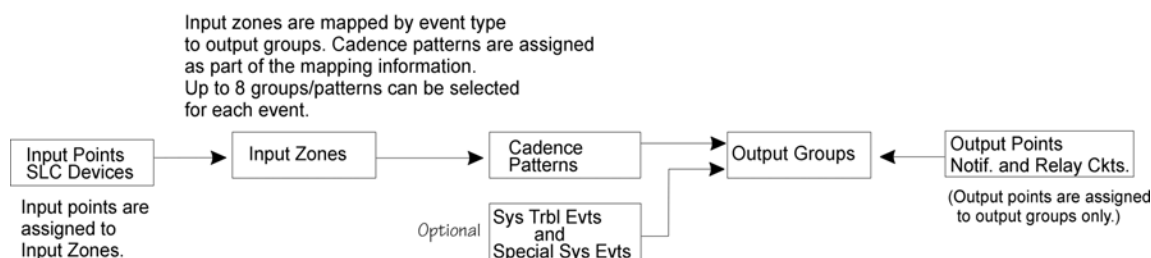 Input zones are mapped by event type
to output groups. Cadence patterns are assigned
as part of the mapping information.
Up to 8 groups/patterns can be selected
for each event.
Input Points
SLC Devices
Input Zones
Cadence
Patterns
Output Groups
Output Points
Notif. and Relay Ckts.
Input points are
assigned to
Input Zones.
Optional
Sys Trbl Evts
and
Special Sys Evts
(Output points are assigned
to output groups only.)